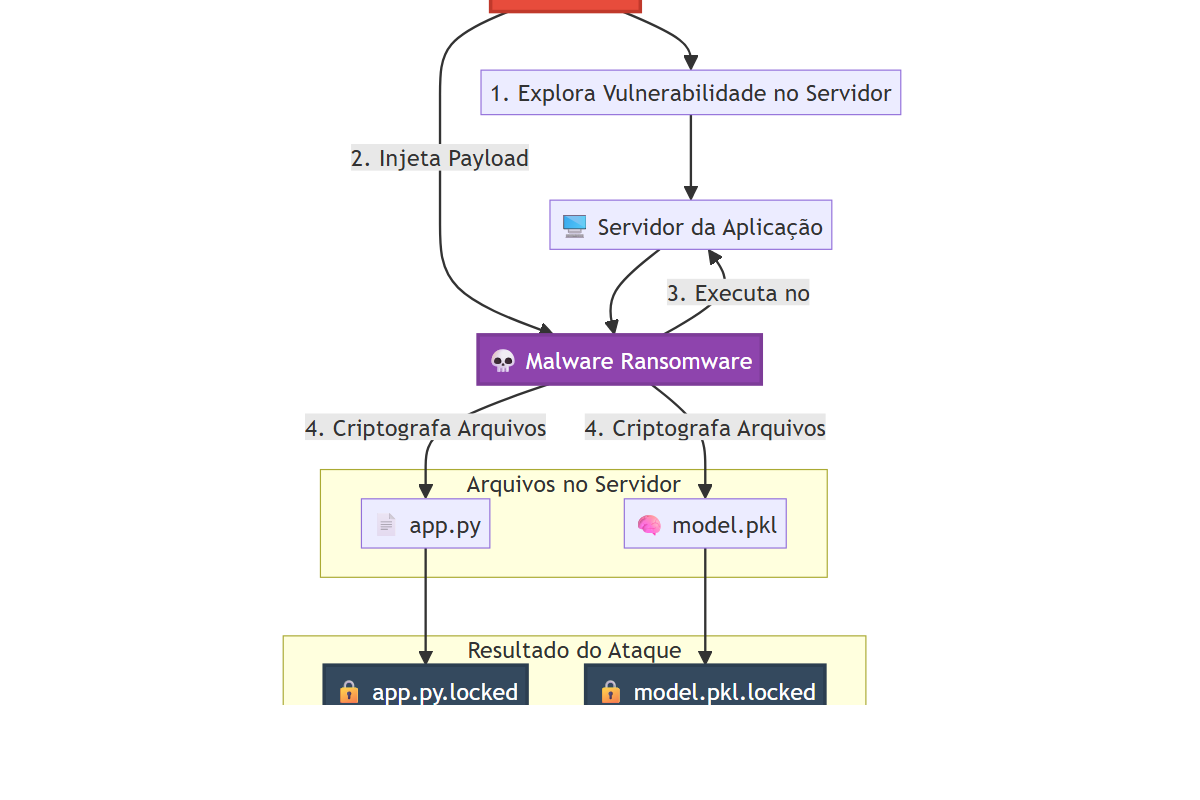 1. Explora Vulnerabilidade no Servidor
2. Injeta Payload
Servidor da Aplicação
3. Executa no
Malware Ransomware
4. Criptografa Arquivos
4. Criptografa Arquivos
Arquivos no Servidor
app.py
model.pkl
Resultado do Ataque
app.py.locked
model.pkl.locked